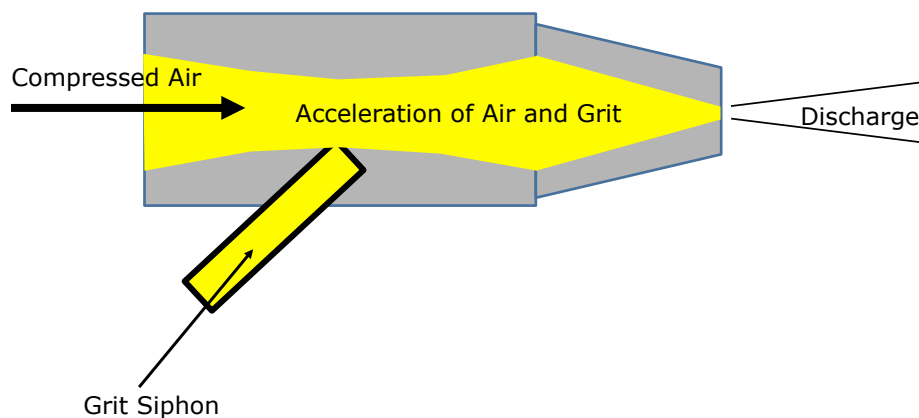 Compressed Air
Acceleration of Air and Grit
Discharge
Grit Siphon